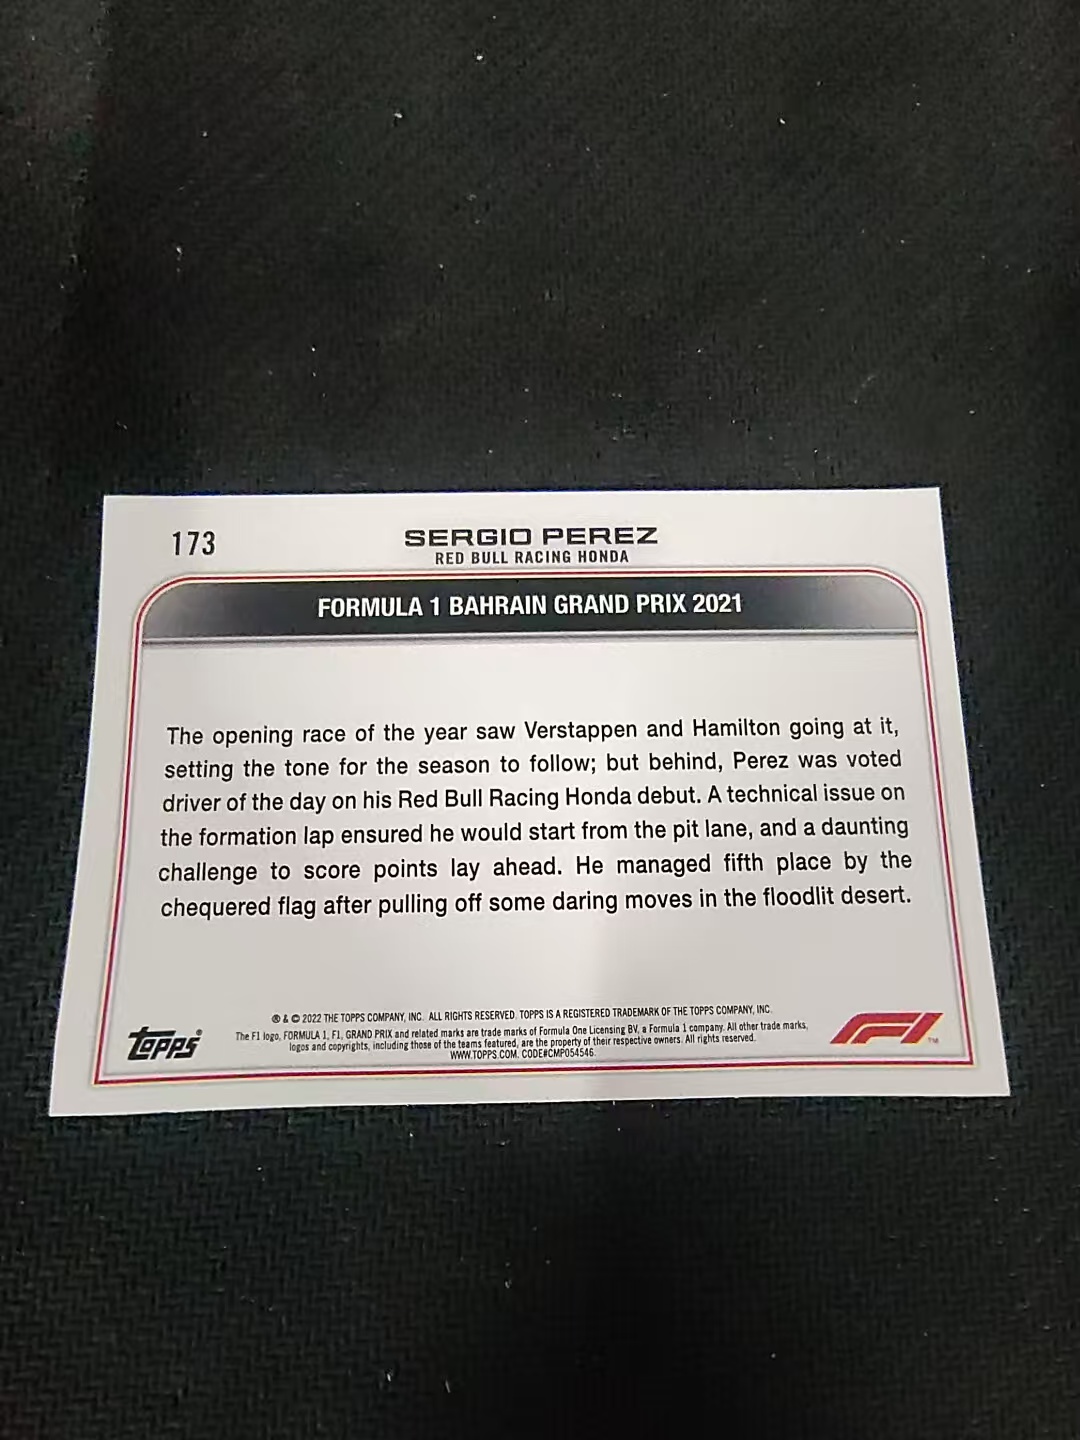 173
SERGIO PEREZ
RED BULL RACING HONDA
FORMULA 1 BAHRAIN GRAND PRIX 2021
The opening race of the year saw Verstappen and Hamilton going at it,
setting the tone for the season to follow; but behind, Perez was voted
driver of the day on his Red Bull Racing Honda debut. A technical issue on
the formation lap ensured he would start from the pit lane, and a daunting
challenge to score points lay ahead. He managed fifth place by the
chequered flag after pulling off some daring moves in the floodlit desert.
® & © 2022 THE TOPPS COMPANY, INC. ALL RIGHTS RESERVED. TOPPS IS A REGISTERED TRADEMARK OF THE TOPPS COMPANY, INC.
The F1 logo, FORMULA 1, F1, GRAND PRIX and related marks are trade marks of Formula One Licensing BV, a Formula 1 company. All other trade marks,
logos and copyrights, including those of the teams featured, are the property of their respective owners. All rights reserved.
WWW.TOPPS.COM. CODE#CMP054546
Topps®
F1™